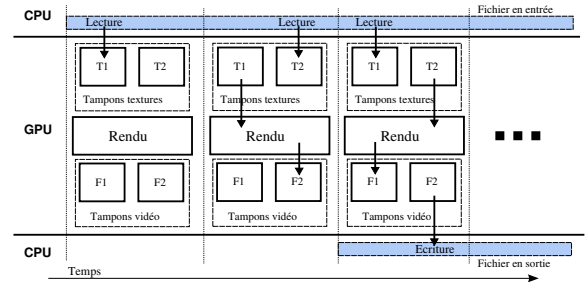 CPU
Fichier en entrée
Lecture Lecture Lecture
T1 T2 T1 T2 T1 T2
Tampons textures Tampons textures Tampons textures
GPU
Rendu Rendu Rendu
F1 F2 F1 F2 F1 F2
Tampons vidéo Tampons vidéo Tampons vidéo
CPU
Ecriture
Fichier en sortie
Temps